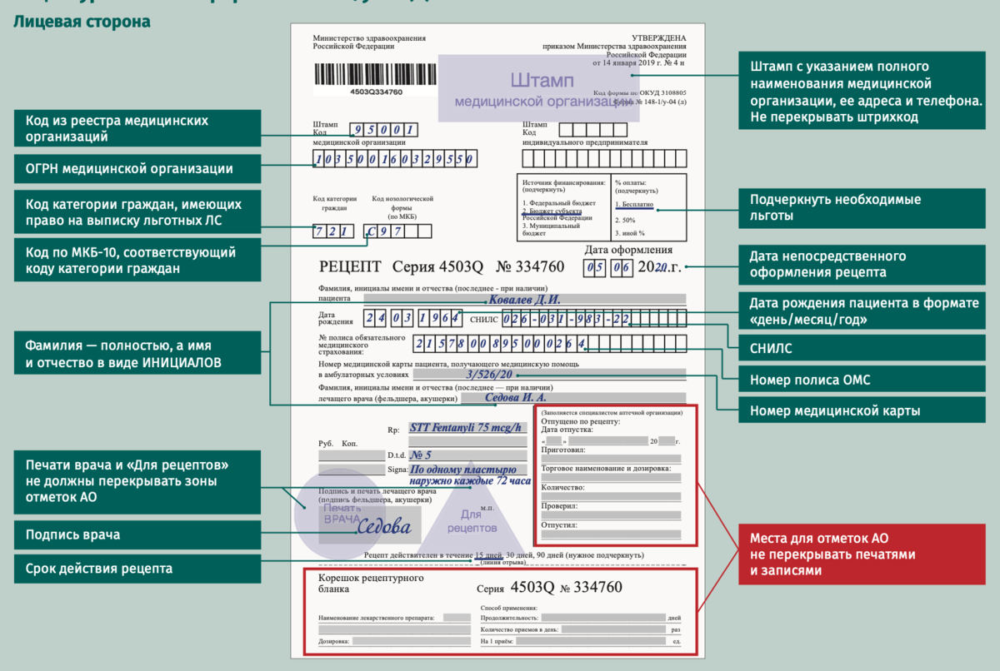 Лицевая сторона
Министерство здравоохранения
Российской Федерации
УТВЕРЖДЕНА
приказом Министерства здравоохранения
Российской Федерации
от 14 января 2019 г. № 4 н
4503Q334760
Штамп
медицинской организации
Код формы по ОКУД 3108805
Форма № 148-1/у-04 (л)
Штамп с указанием полного
наименования медицинской
организации, ее адреса и телефона.
Не перекрывать штрихкод
Код из реестра медицинских
организаций
Штамп
Код 95001
медицинской организации
Штамп
Код
индивидуального предпринимателя
ОГРН медицинской организации
1035001603295 50
Код категории граждан, имеющих
право на выписку льготных ЛС
Код категории
граждан
721
Код нозологической
формы
(по МКБ)
С97
Источник финансирования:
(подчеркнуть)
1. Федеральный бюджет
2. Бюджет субъекта
Российской Федерации
3. Муниципальный
бюджет
% оплаты:
(подчеркнуть)
1. Бесплатно
2. 50%
3. иной %
Подчеркнуть необходимые
льготы
Код по МКБ-10, соответствующий
коду категории граждан
Дата оформления
РЕЦЕПТ Серия 4503Q № 334760 05 06 2020.г.
Дата непосредственного
оформления рецепта
Фамилия, инициалы имени и отчества (последнее - при наличии)
пациента Ковалев Д.И.
Дата
рождения 24 03 1964 СНИЛС 026-031-983-22
Дата рождения пациента в формате
«день/месяц/год»
СНИЛС
№ полиса обязательного
медицинского
страхования:
2157800895000264
Номер полиса ОМС
Фамилия — полностью, а имя
и отчество в виде ИНИЦИАЛОВ
Номер медицинской карты пациента, получающего медицинскую помощь
в амбулаторных условиях 3/526/20
Номер медицинской карты
Фамилия, инициалы имени и отчества (последнее — при наличии)
лечащего врача (фельдшера, акушерки) Седова И. А.
Rp: STT Fentanyli 75 mcg/h
Руб. Коп.
D.t.d. № 5
Signa: По одному пластырю
наружно каждые 72 часа
(Заполняется специалистом аптечной организации)
Отпущено по рецепту:
Дата отпуска:
« » 20 г.
Приготовил:
Торговое наименование и дозировка:
Количество:
Проверил:
Отпустил:
Печати врача и «Для рецептов»
не должны перекрывать зоны
отметок АО
Подпись и печать лечащего врача
(подпись фельдшера, акушерки)
Печать
ВРАЧА
Седова
м.п.
Для
рецептов
Подпись врача
Места для отметок АО
не перекрывать печатями
и записями
Срок действия рецепта
Рецепт действителен в течение 15 дней, 30 дней, 90 дней (нужное подчеркнуть)
(линия отрыва)
Корешок рецептурного
бланка
Серия 4503Q № 334760
Наименование лекарственного препарата:
Дозировка:
Способ применения:
Продолжительность: дней
Количество приемов в день: раз
На 1 приём: ед.